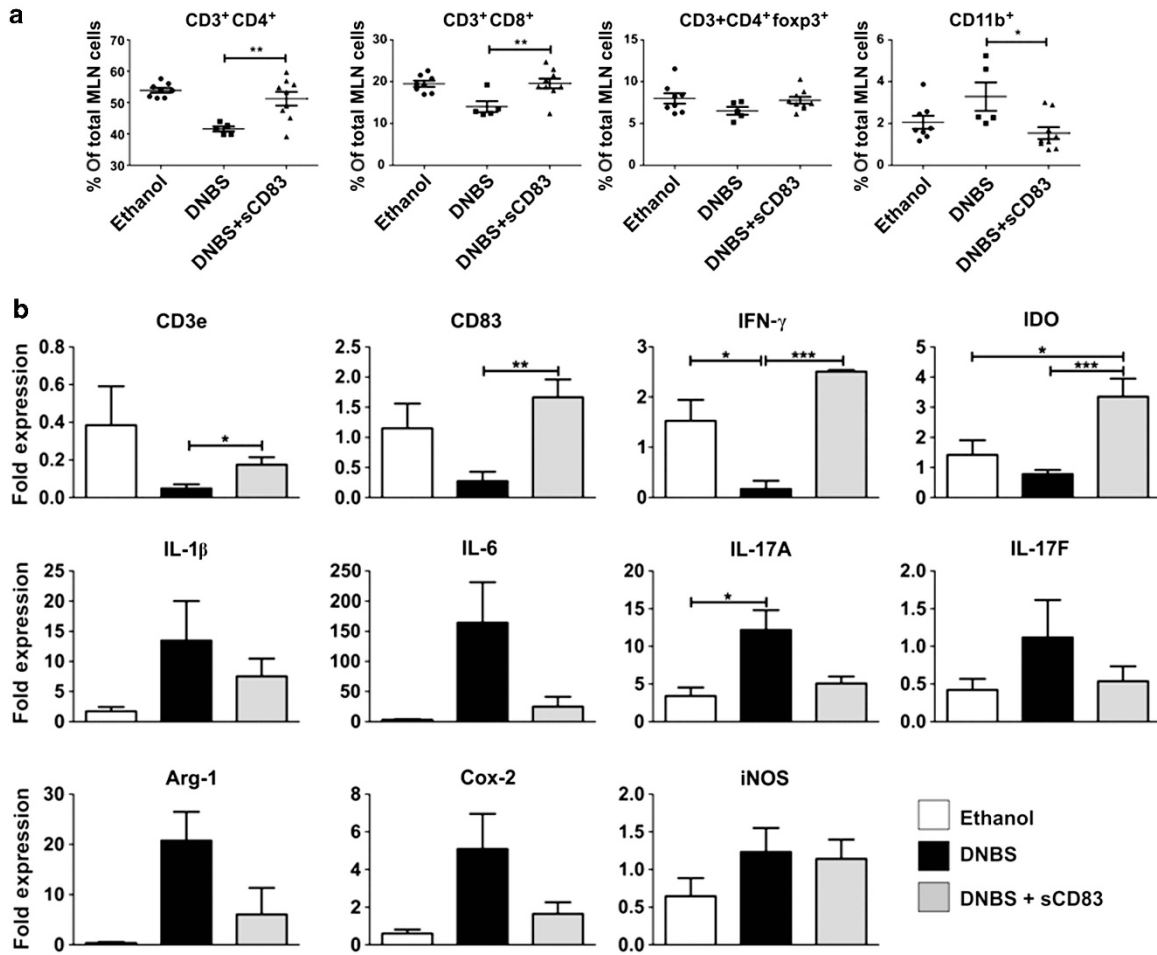 a
CD3⁺CD4⁺
CD3⁺CD8⁺
CD3+CD4⁺foxp3⁺
CD11b⁺
% Of total MLN cells
60
50
40
30
**
Ethanol
DNBS
DNBS+sCD83
% Of total MLN cells
30
20
10
0
**
Ethanol
DNBS
DNBS+sCD83
% Of total MLN cells
15
10
5
0
Ethanol
DNBS
DNBS+sCD83
% Of total MLN cells
6
4
2
0
*
Ethanol
DNBS
DNBS+sCD83
b
CD3e
Fold expression
0.8
0.6
0.4
0.2
0.0
*
CD83
2.5
2.0
1.5
1.0
0.5
0.0
**
IFN-γ
3
2
1
0
*
***
IDO
5
4
3
2
1
0
*
***
IL-1β
Fold expression
25
20
15
10
5
0
IL-6
250
200
150
100
50
0
IL-17A
20
15
10
5
0
*
IL-17F
2.0
1.5
1.0
0.5
0.0
Arg-1
Fold expression
30
20
10
0
Cox-2
8
6
4
2
0
iNOS
2.0
1.5
1.0
0.5
0.0
Ethanol
DNBS
DNBS + sCD83